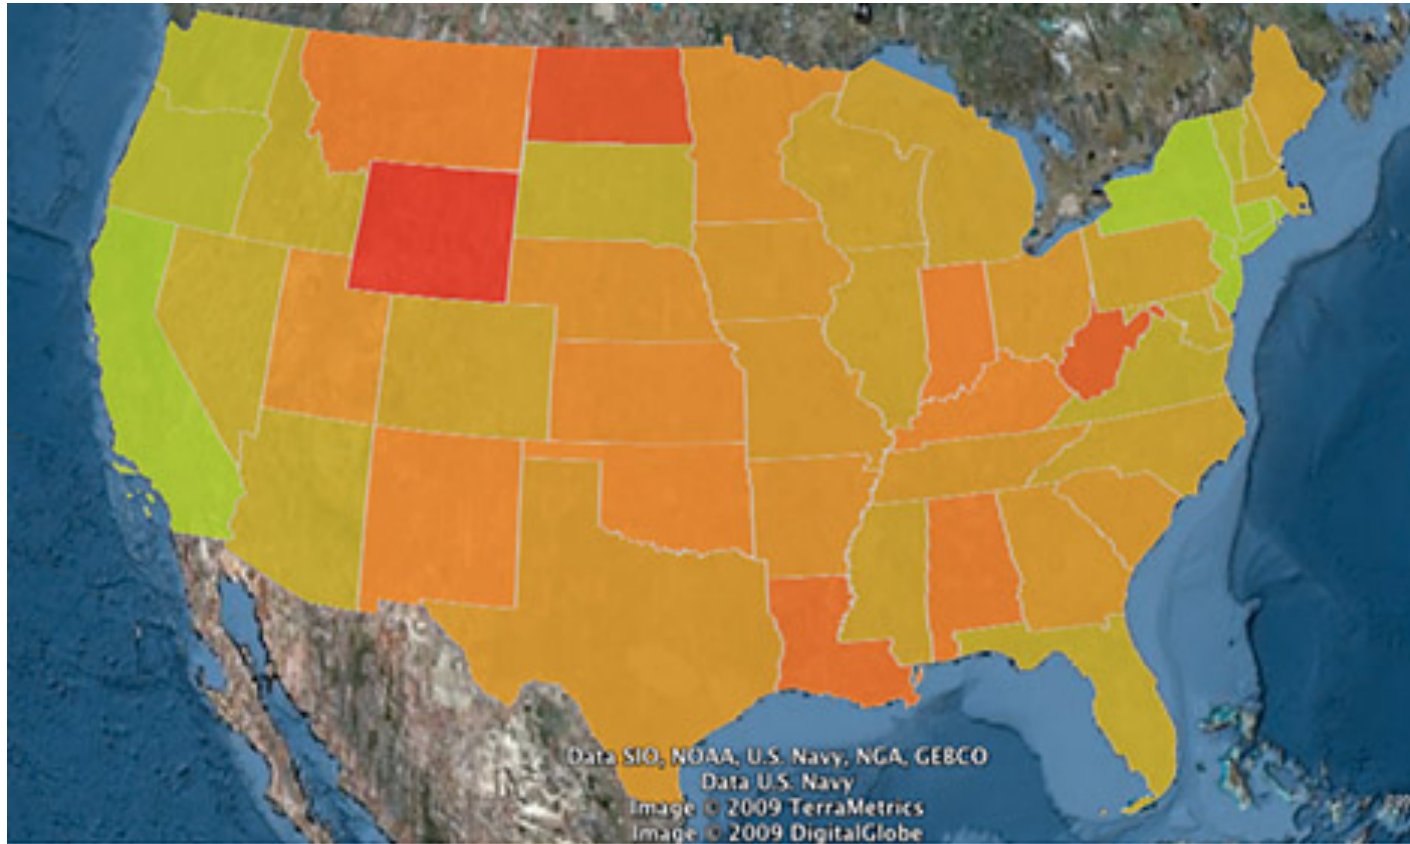 Data SIO, NOAA, U.S. Navy, NGA, GEBCO
Data U.S. Navy
Image © 2009 TerraMetrics
Image © 2009 DigitalGlobe